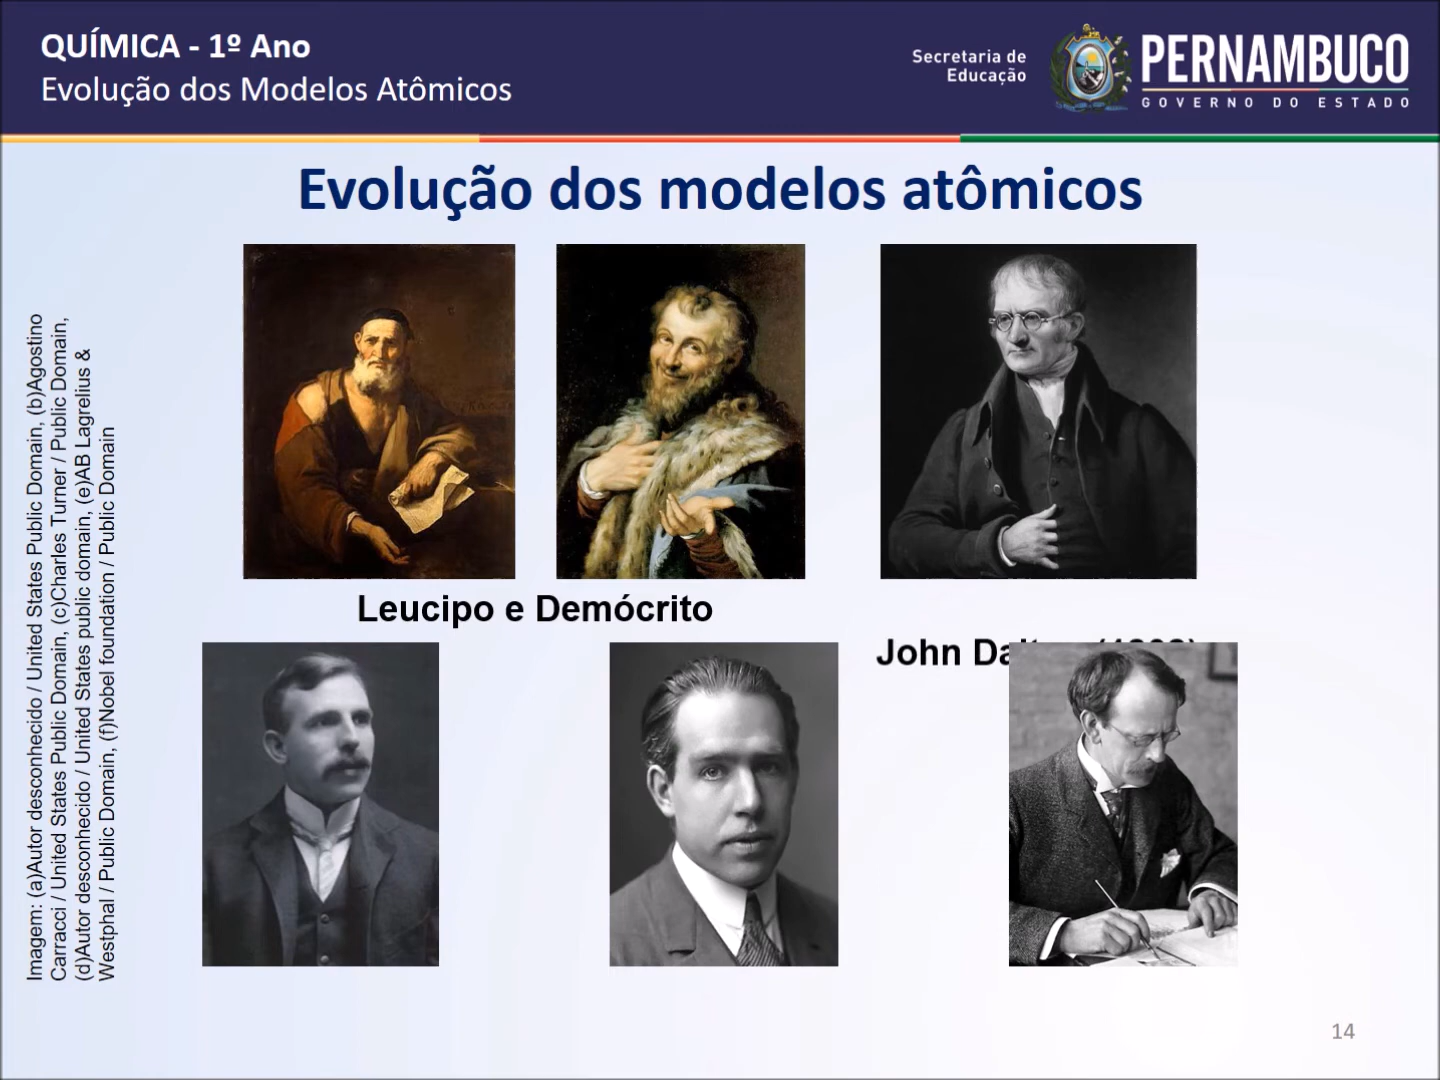 QUÍMICA - 1º Ano
Evolução dos Modelos Atômicos
Secretaria de
Educação
PERNAMBUCO
GOVERNO DO ESTADO
Evolução dos modelos atômicos
Leucipo e Demócrito
John
Imagem: (a)Autor desconhecido / United States Public Domain, (b)Agostino
Carracci / United States Public Domain, (c)Charles Turner / Public Domain,
(d)Autor desconhecido / United States public domain, (e)AB Lagrelius &
Westphal / Public Domain, (f)Nobel foundation / Public Domain
14